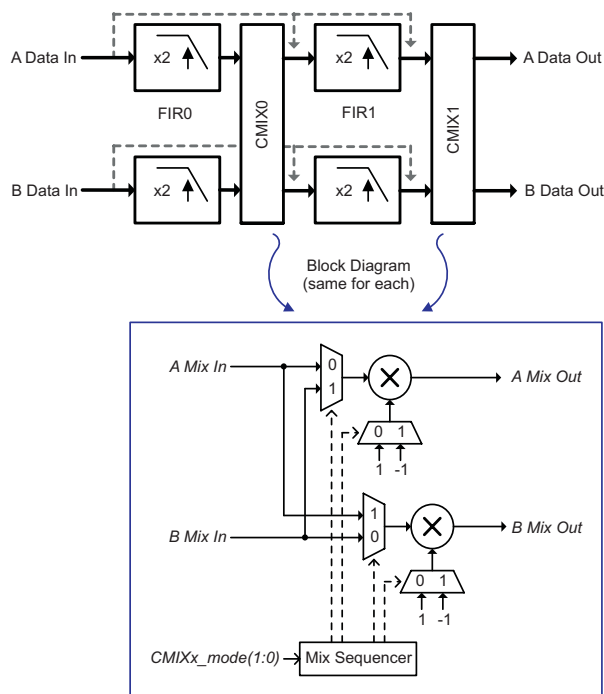 A Data In
x2
FIR0
CMIX0
x2
FIR1
CMIX1
A Data Out
B Data In
x2
x2
B Data Out
Block Diagram
(same for each)
A Mix In
0
1
A Mix Out
0 1
1 -1
B Mix In
1
0
B Mix Out
0 1
1 -1
CMIXx_mode(1:0)
Mix Sequencer